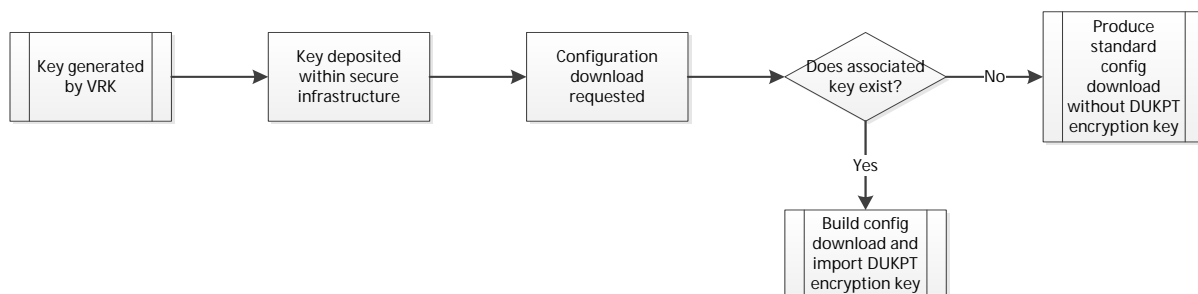 Key generated
by VRK
Key deposited
within secure
infrastructure
Configuration
download
requested
Does associated
key exist?
No
Produce
standard
config
download
without DUKPT
encryption key
Yes
Build config
download and
import DUKPT
encryption key